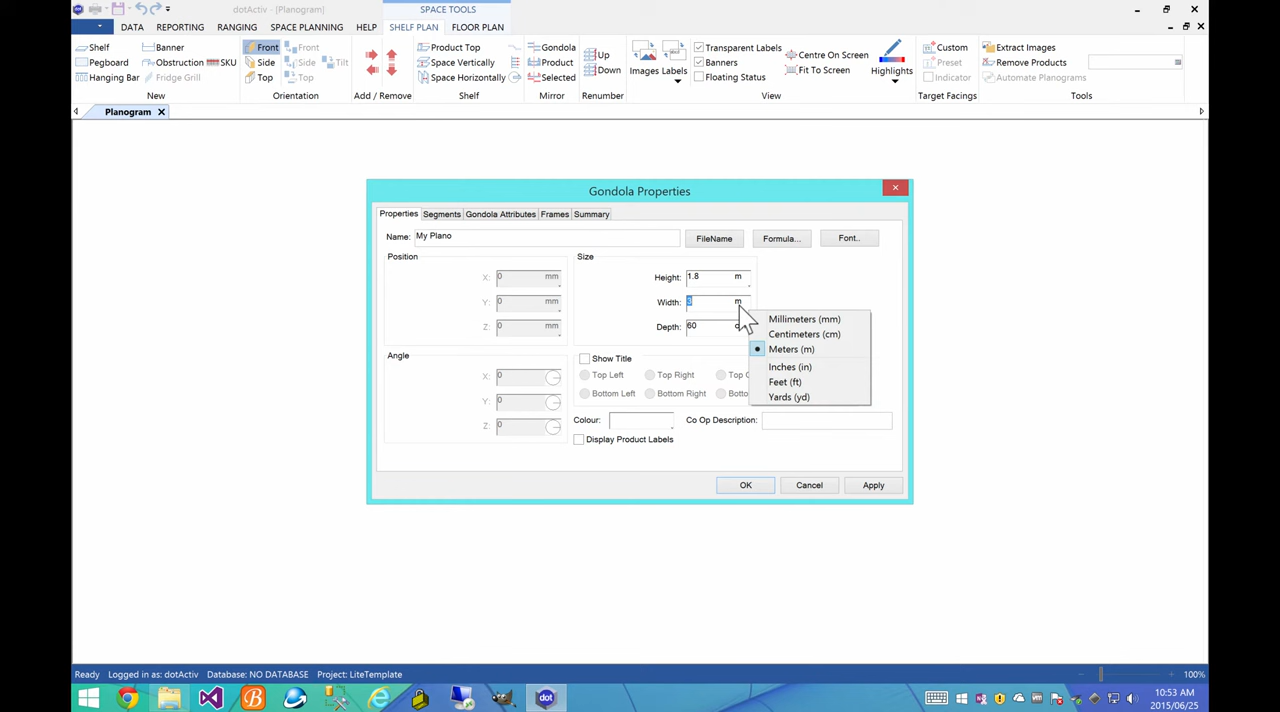 dotActiv - [Planogram]
SPACE TOOLS
DATA REPORTING RANGING SPACE PLANNING HELP SHELF PLAN FLOOR PLAN
Shelf Banner Front Front Product Top Gondola Up Transparent Labels Centre On Screen Custom Extract Images
Pegboard Obstruction SKU Side Side Space Vertically Product Down Images Labels Banners Fit To Screen Highlights Preset Remove Products
Hanging Bar Fridge Grill Top Top Tilt Space Horizontally Selected Floating Status Indicator Automate Planograms
New Orientation Add / Remove Shelf Mirror Renumber View Target Facings Tools
Planogram
Gondola Properties
Properties Segments Gondola Attributes Frames Summary
Name: My Plano FileName Formula... Font..
Position Size
X: 0 mm Height: 1.8 m
Y: 0 mm Width: 3 m
Z: 0 mm Depth: 60
Millimeters (mm)
Centimeters (cm)
Meters (m)
Inches (in)
Feet (ft)
Yards (yd)
Angle Show Title
X: 0 Top Left Top Right
Y: 0 Bottom Left Bottom Right
Z: 0 Colour: Co Op Description:
Display Product Labels
OK Cancel Apply
Ready Logged in as: dotActiv Database: NO DATABASE Project: LiteTemplate 100%
dot
10:53 AM
2015/06/25